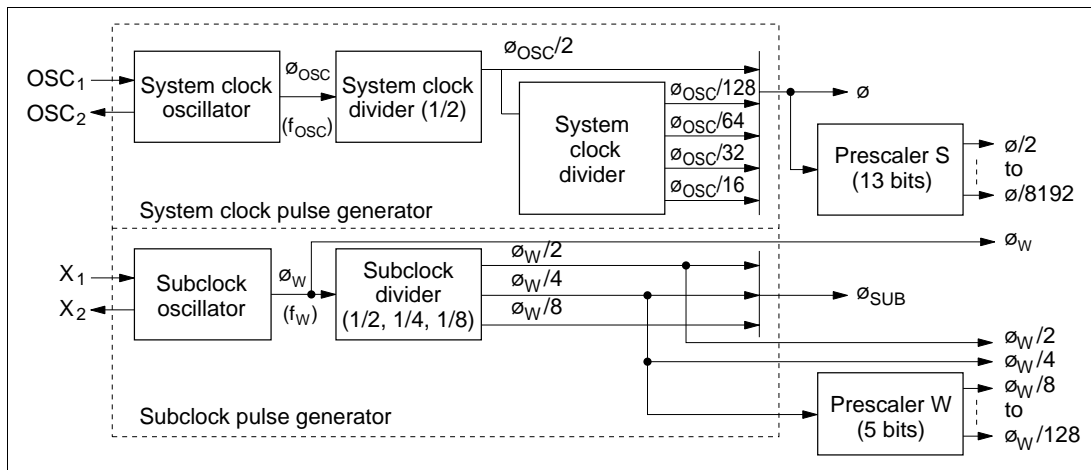 OSC1
OSC2
System clock
oscillator
øOSC
(fOSC)
System clock
divider (1/2)
øOSC/2
System
clock
divider
øOSC/128
øOSC/64
øOSC/32
øOSC/16
ø
Prescaler S
(13 bits)
ø/2
to
ø/8192
System clock pulse generator
X1
X2
Subclock
oscillator
øW
(fW)
Subclock
divider
(1/2, 1/4, 1/8)
øW/2
øW/4
øW/8
øW
øSUB
øW/2
øW/4
Prescaler W
(5 bits)
øW/8
to
øW/128
Subclock pulse generator